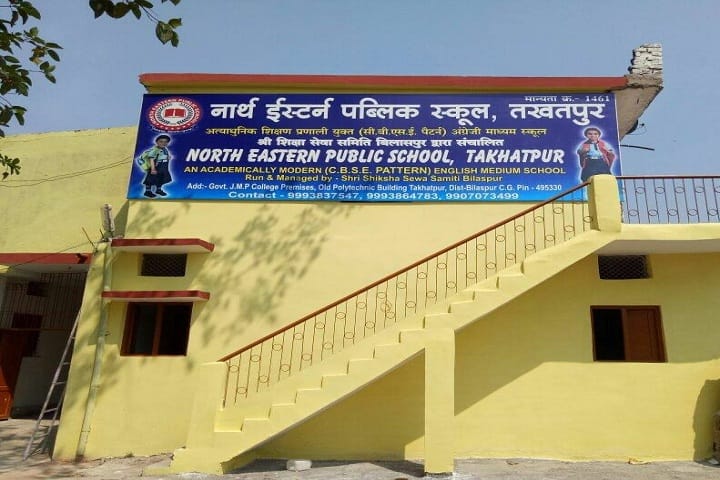 मान्यता क्र.- 1461
नार्थ ईस्टर्न पब्लिक स्कूल, तखतपुर
अत्याधुनिक शिक्षण प्रणाली युक्त (सी.बी.एस.ई. पैटर्न) अंग्रेजी माध्यम स्कूल
श्री शिक्षा सेवा समिति बिलासपुर द्वारा संचालित
NORTH EASTERN PUBLIC SCHOOL, TAKHATPUR
AN ACADEMICALLY MODERN (C.B.S.E. PATTERN) ENGLISH MEDIUM SCHOOL
Run & Managed by - Shri Shiksha Sewa Samiti Bilaspur
Add:- Govt. J.M.P College Premises, Old Polytechnic Building Takhatpur, Dist-Bilaspur C.G. Pin - 495330
Contact - 9993837547, 9993864783, 9907073499